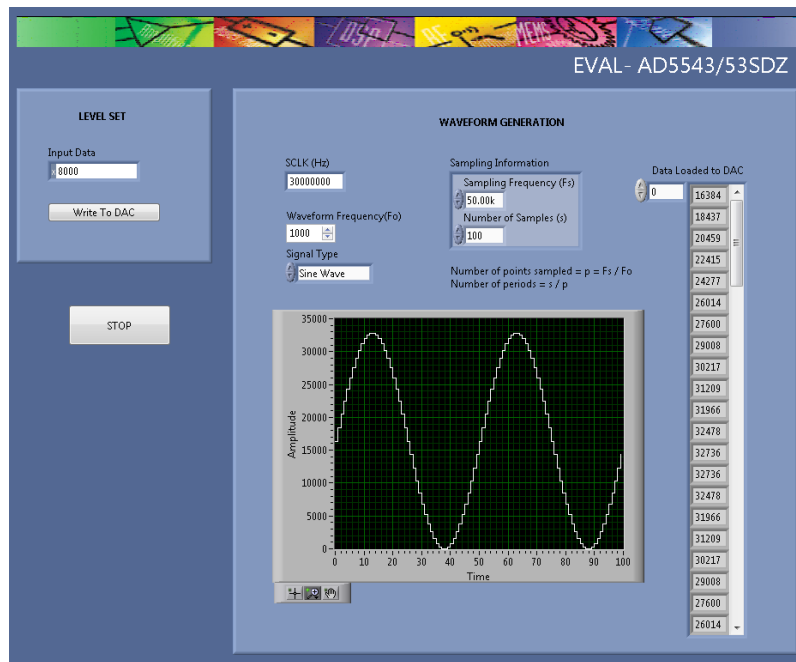 DSP
RF
MEMS
EVAL- AD5543/53SDZ
LEVEL SET
Input Data
x 8000
Write To DAC
STOP
WAVEFORM GENERATION
SCLK (Hz)
30000000
Waveform Frequency(Fo)
1000
Signal Type
Sine Wave
Sampling Information
Sampling Frequency (Fs)
50.00k
Number of Samples (s)
100
Number of points sampled = p = Fs / Fo
Number of periods = s / p
Data Loaded to DAC
0
16384
18437
20459
22415
24277
26014
27600
29008
30217
31209
31966
32478
32736
32736
32478
31966
31209
30217
29008
27600
26014
Amplitude
35000
30000
25000
20000
15000
10000
5000
0
0 10 20 30 40 50 60 70 80 90 100
Time